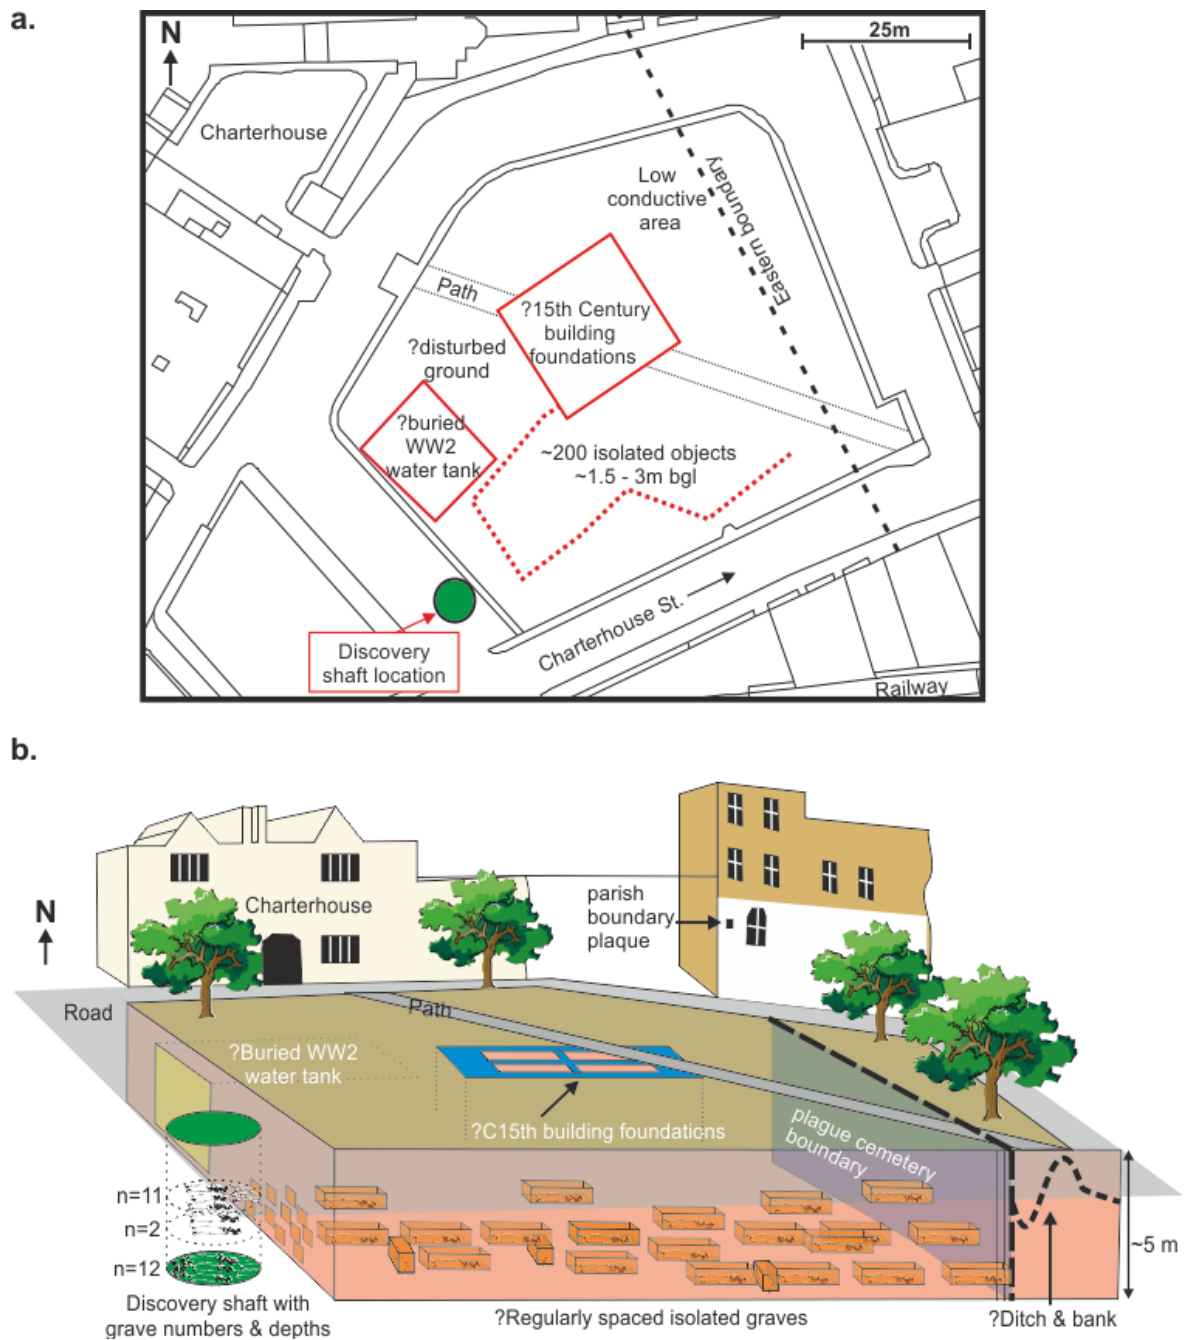 a.
N
25m
Charterhouse
Low
conductive
area
Eastern boundary
Path
?15th Century
building
foundations
?disturbed
ground
?buried
WW2
water tank
~200 isolated objects
~1.5 - 3m bgl
Charterhouse St.
Discovery
shaft location
Railway
b.
N
Charterhouse
parish
boundary
plaque
Road
Path
?Buried WW2
water tank
?C15th building foundations
plague cemetery
boundary
n=11
n=2
n=12
~5 m
Discovery shaft with
grave numbers & depths
?Regularly spaced isolated graves
?Ditch & bank